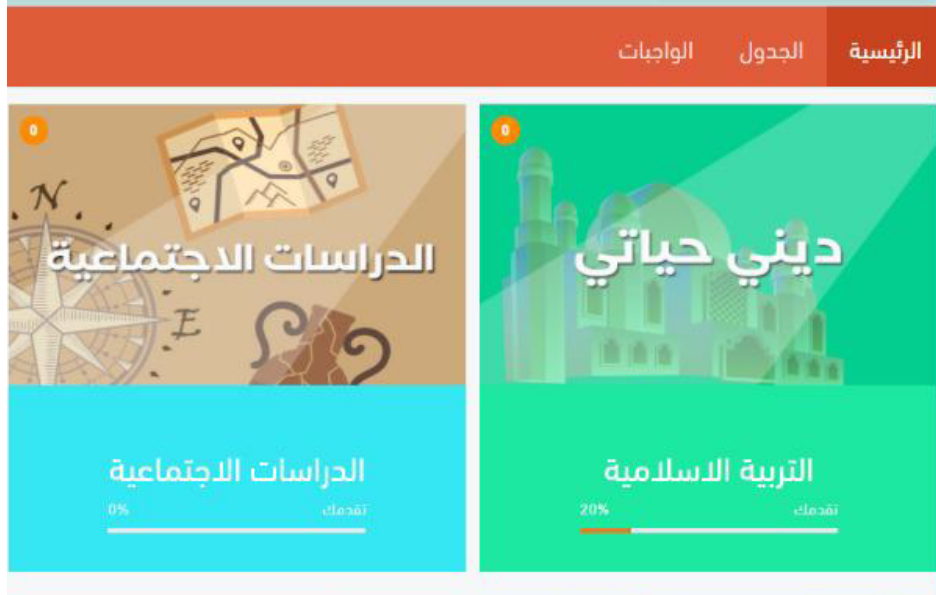 الرئيسية
الجدول
الواجبات
0
ديني حياتي
التربية الاسلامية
تقدمك
20%
0
N
E
الدراسات الاجتماعية
الدراسات الاجتماعية
تقدمك
0%